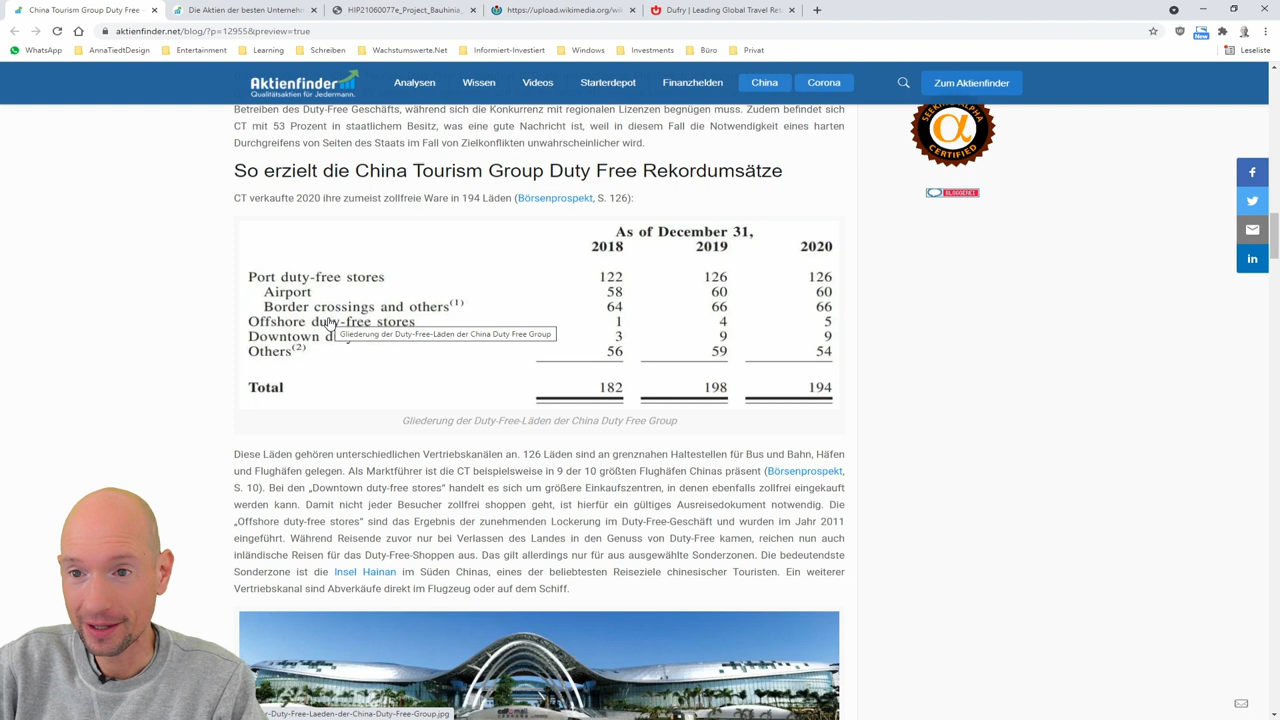 China Tourism Group Duty Free
Die Aktien der besten Unternehm
HIP21060077e_Project_Bauhinia_
https://upload.wikimedia.org/wi
Dufry | Leading Global Travel Ret
aktienfinder.net/blog/?p=12955&preview=true
New
WhatsApp
AnnaTiedtDesign
Entertainment
Learning
Schreiben
Wachstumswerte.Net
Informiert-Investiert
Windows
Investments
Büro
Privat
Leseliste
Aktienfinder
Qualitätsaktien für Jedermann.
Analysen
Wissen
Videos
Starterdepot
Finanzhelden
China
Corona
Zum Aktienfinder
Betreiben des Duty-Free Geschäfts, während sich die Konkurrenz mit regionalen Lizenzen begnügen muss. Zudem befindet sich
CT mit 53 Prozent in staatlichem Besitz, was eine gute Nachricht ist, weil in diesem Fall die Notwendigkeit eines harten
Durchgreifens von Seiten des Staats im Fall von Zielkonflikten unwahrscheinlicher wird.
SEEKING ALPHA
α
CERTIFIED
BLOGGEREI
So erzielt die China Tourism Group Duty Free Rekordumsätze
CT verkaufte 2020 ihre zumeist zollfreie Ware in 194 Läden (Börsenprospekt, S. 126):
As of December 31,
2018 2019 2020
Port duty-free stores 122 126 126
Airport 58 60 60
Border crossings and others(1) 64 66 66
Offshore duty-free stores 1 4 5
Downtown d 3 9 9
Gliederung der Duty-Free-Läden der China Duty Free Group
Others(2) 56 59 54
Total 182 198 194
Gliederung der Duty-Free-Läden der China Duty Free Group
Diese Läden gehören unterschiedlichen Vertriebskanälen an. 126 Läden sind an grenznahen Haltestellen für Bus und Bahn, Häfen
und Flughäfen gelegen. Als Marktführer ist die CT beispielsweise in 9 der 10 größten Flughäfen Chinas präsent (Börsenprospekt,
S. 10). Bei den „Downtown duty-free stores“ handelt es sich um größere Einkaufszentren, in denen ebenfalls zollfrei eingekauft
werden kann. Damit nicht jeder Besucher zollfrei shoppen geht, ist hierfür ein gültiges Ausreisedokument notwendig. Die
„Offshore duty-free stores“ sind das Ergebnis der zunehmenden Lockerung im Duty-Free-Geschäft und wurden im Jahr 2011
eingeführt. Während Reisende zuvor nur bei Verlassen des Landes in den Genuss von Duty-Free kamen, reichen nun auch
inländische Reisen für das Duty-Free-Shoppen aus. Das gilt allerdings nur für aus ausgewählte Sonderzonen. Die bedeutendste
Sonderzone ist die Insel Hainan im Süden Chinas, eines der beliebtesten Reiseziele chinesischer Touristen. Ein weiterer
Vertriebskanal sind Abverkäufe direkt im Flugzeug oder auf dem Schiff.
er-Duty-Free-Laeden-der-China-Duty-Free-Group.jpg